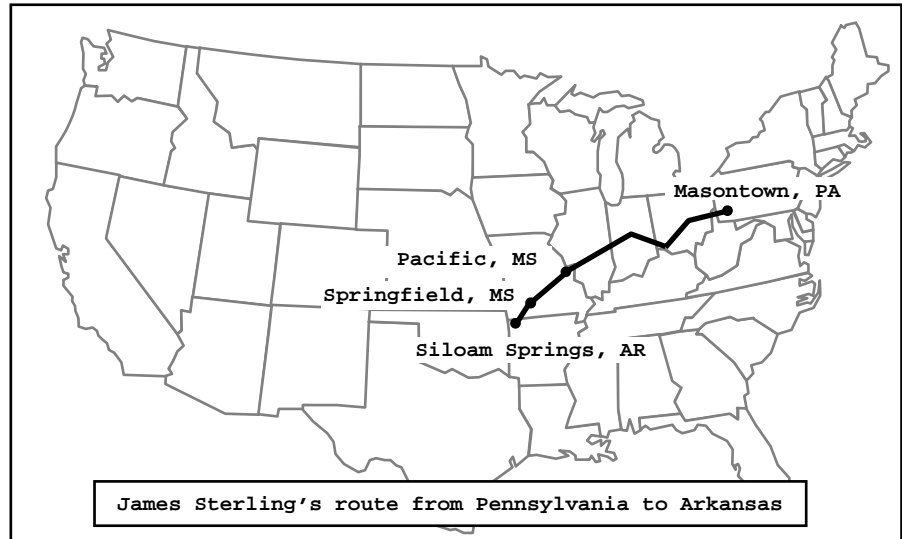 Masontown, PA
Pacific, MS
Springfield, MS
Siloam Springs, AR
James Sterling's route from Pennsylvania to Arkansas